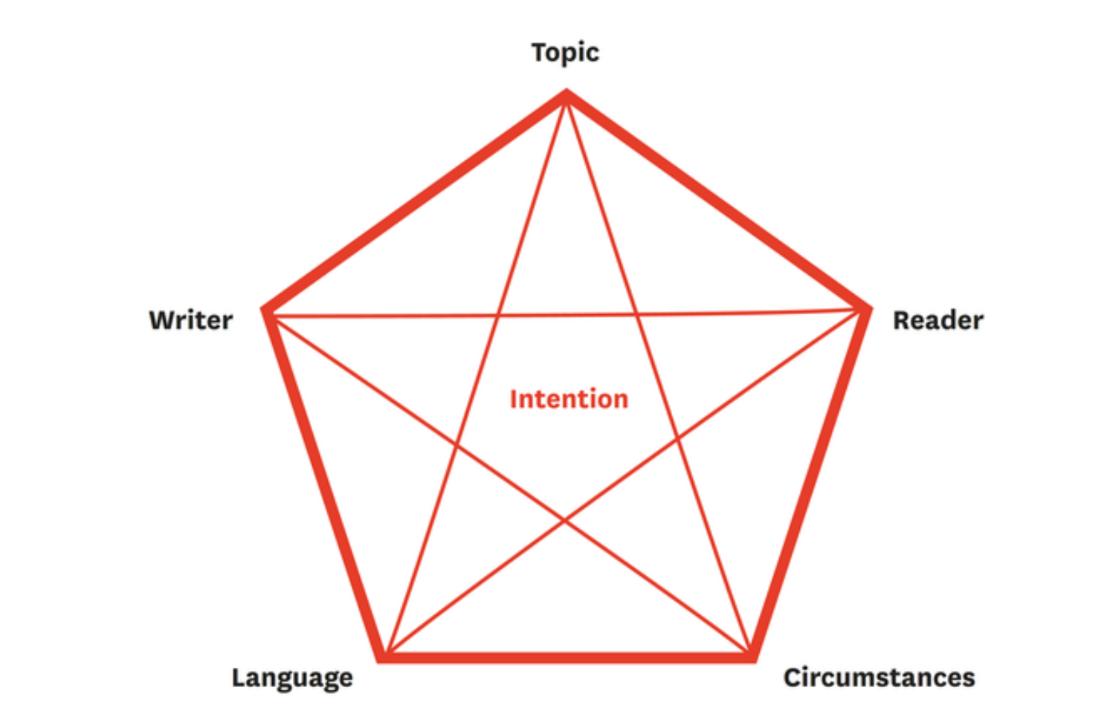 Topic
Writer
Reader
Intention
Language
Circumstances